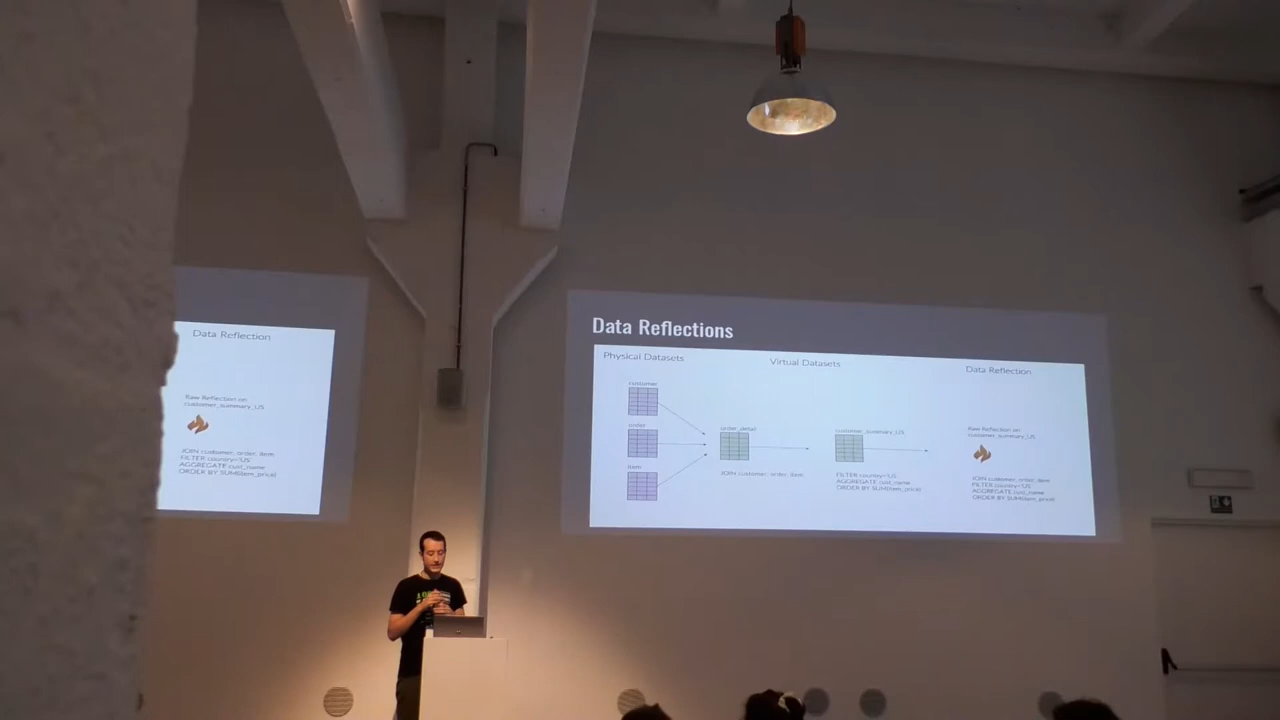 Data Reflection
Raw Reflection on
customer_summary_US
JOIN customer, order, item
FILTER country='US'
AGGREGATE cust_name
ORDER BY SUM(item_price)
Data Reflections
Physical Datasets
Virtual Datasets
Data Reflection
customer
order
item
order_detail
JOIN customer, order, item
customer_summary_US
FILTER country='US'
AGGREGATE cust_name
ORDER BY SUM(item_price)
Raw Reflection on
customer_summary_US
JOIN customer, order, item
FILTER country='US'
AGGREGATE cust_name
ORDER BY SUM(item_price)